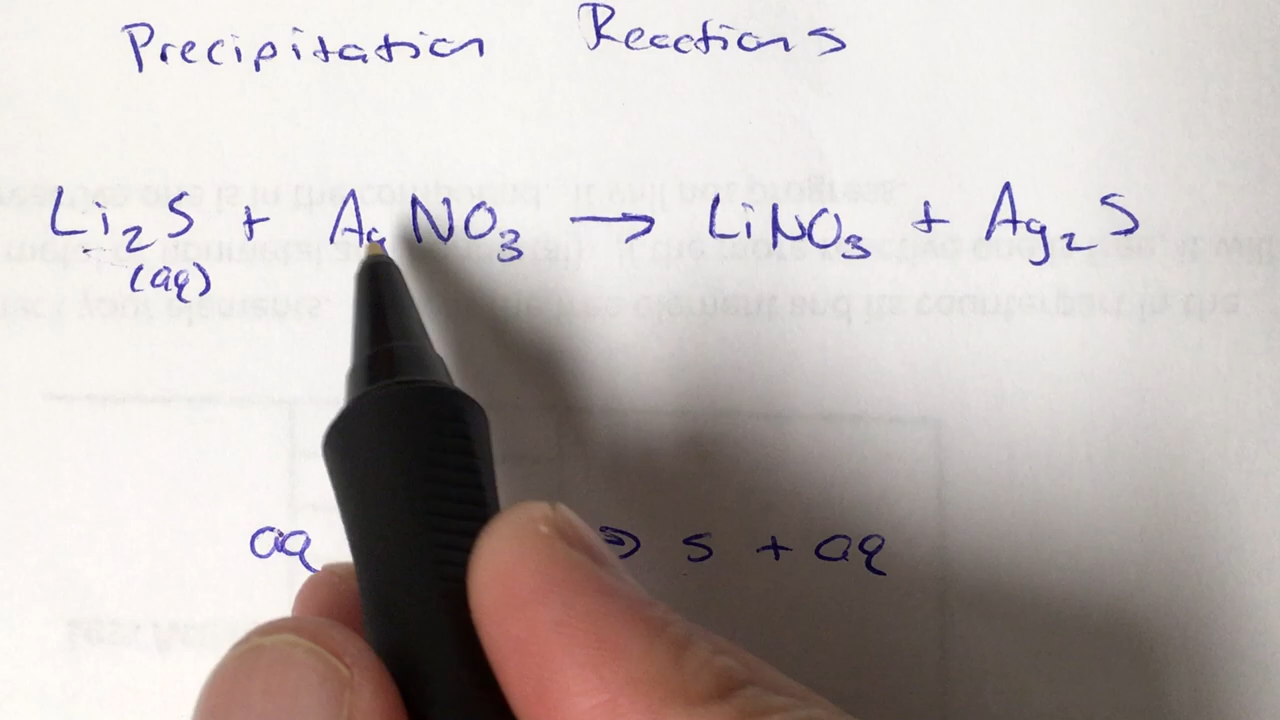 Precipitation Reactions
Li₂S + AgNO₃ → LiNO₃ + Ag₂S
(aq)
aq → s + aq